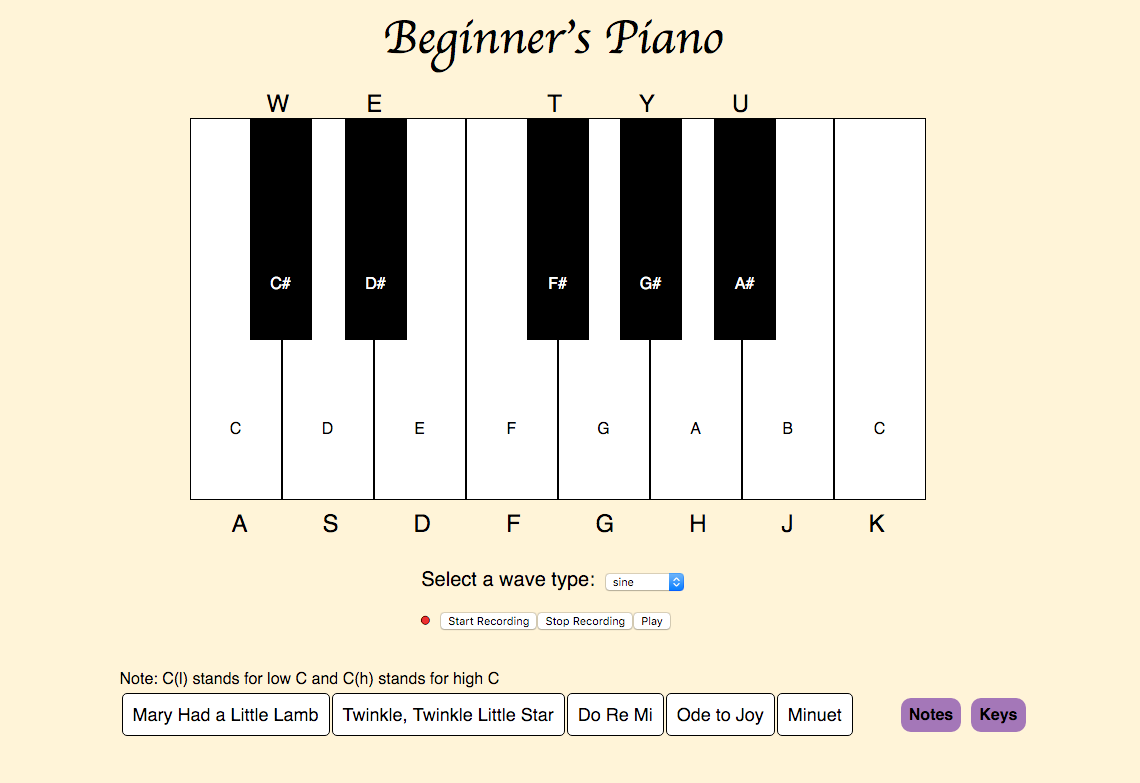 Beginner's Piano
W E T Y U
C# D# F# G# A#
C D E F G A B C
A S D F G H J K
Select a wave type: sine
Start Recording Stop Recording Play
Note: C(l) stands for low C and C(h) stands for high C
Mary Had a Little Lamb Twinkle, Twinkle Little Star Do Re Mi Ode to Joy Minuet Notes Keys